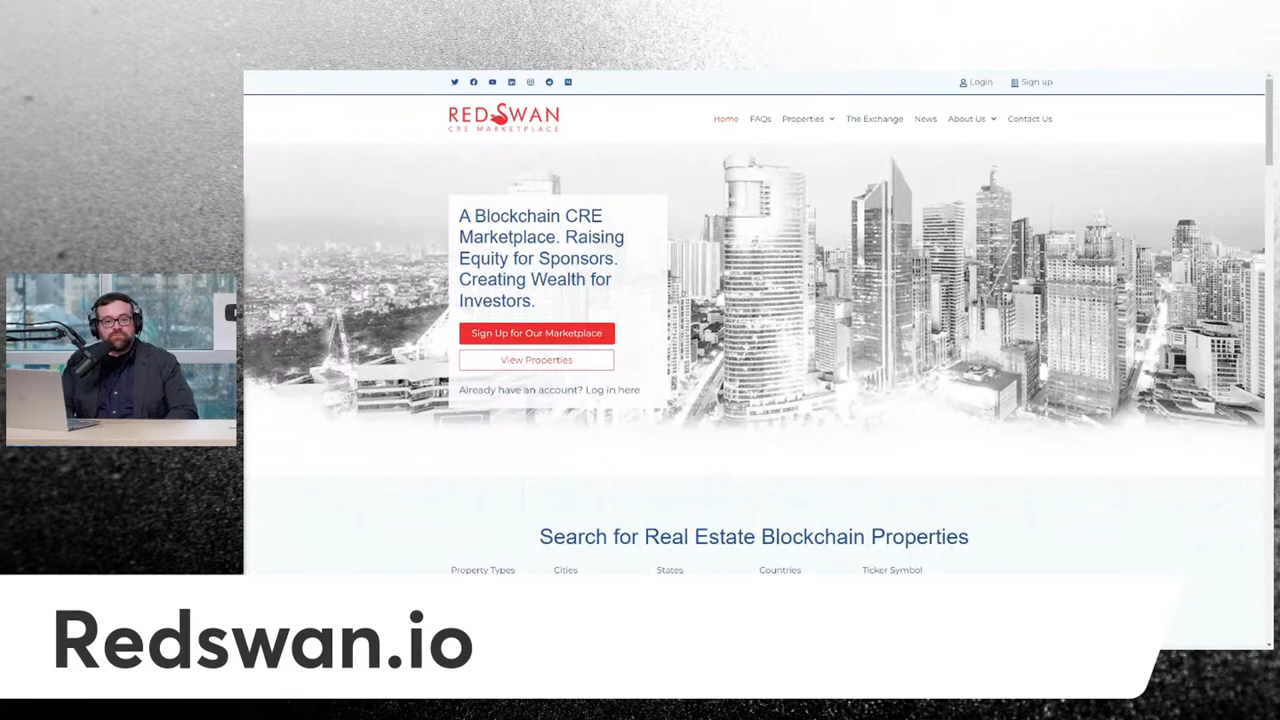 Login
Sign up
REDSWAN
CRE MARKETPLACE
Home
FAQs
Properties
The Exchange
News
About Us
Contact Us
A Blockchain CRE
Marketplace. Raising
Equity for Sponsors.
Creating Wealth for
Investors.
Sign Up for Our Marketplace
View Properties
Already have an account? Log in here
Search for Real Estate Blockchain Properties
Property Types
Cities
States
Countries
Ticker Symbol
Redswan.io